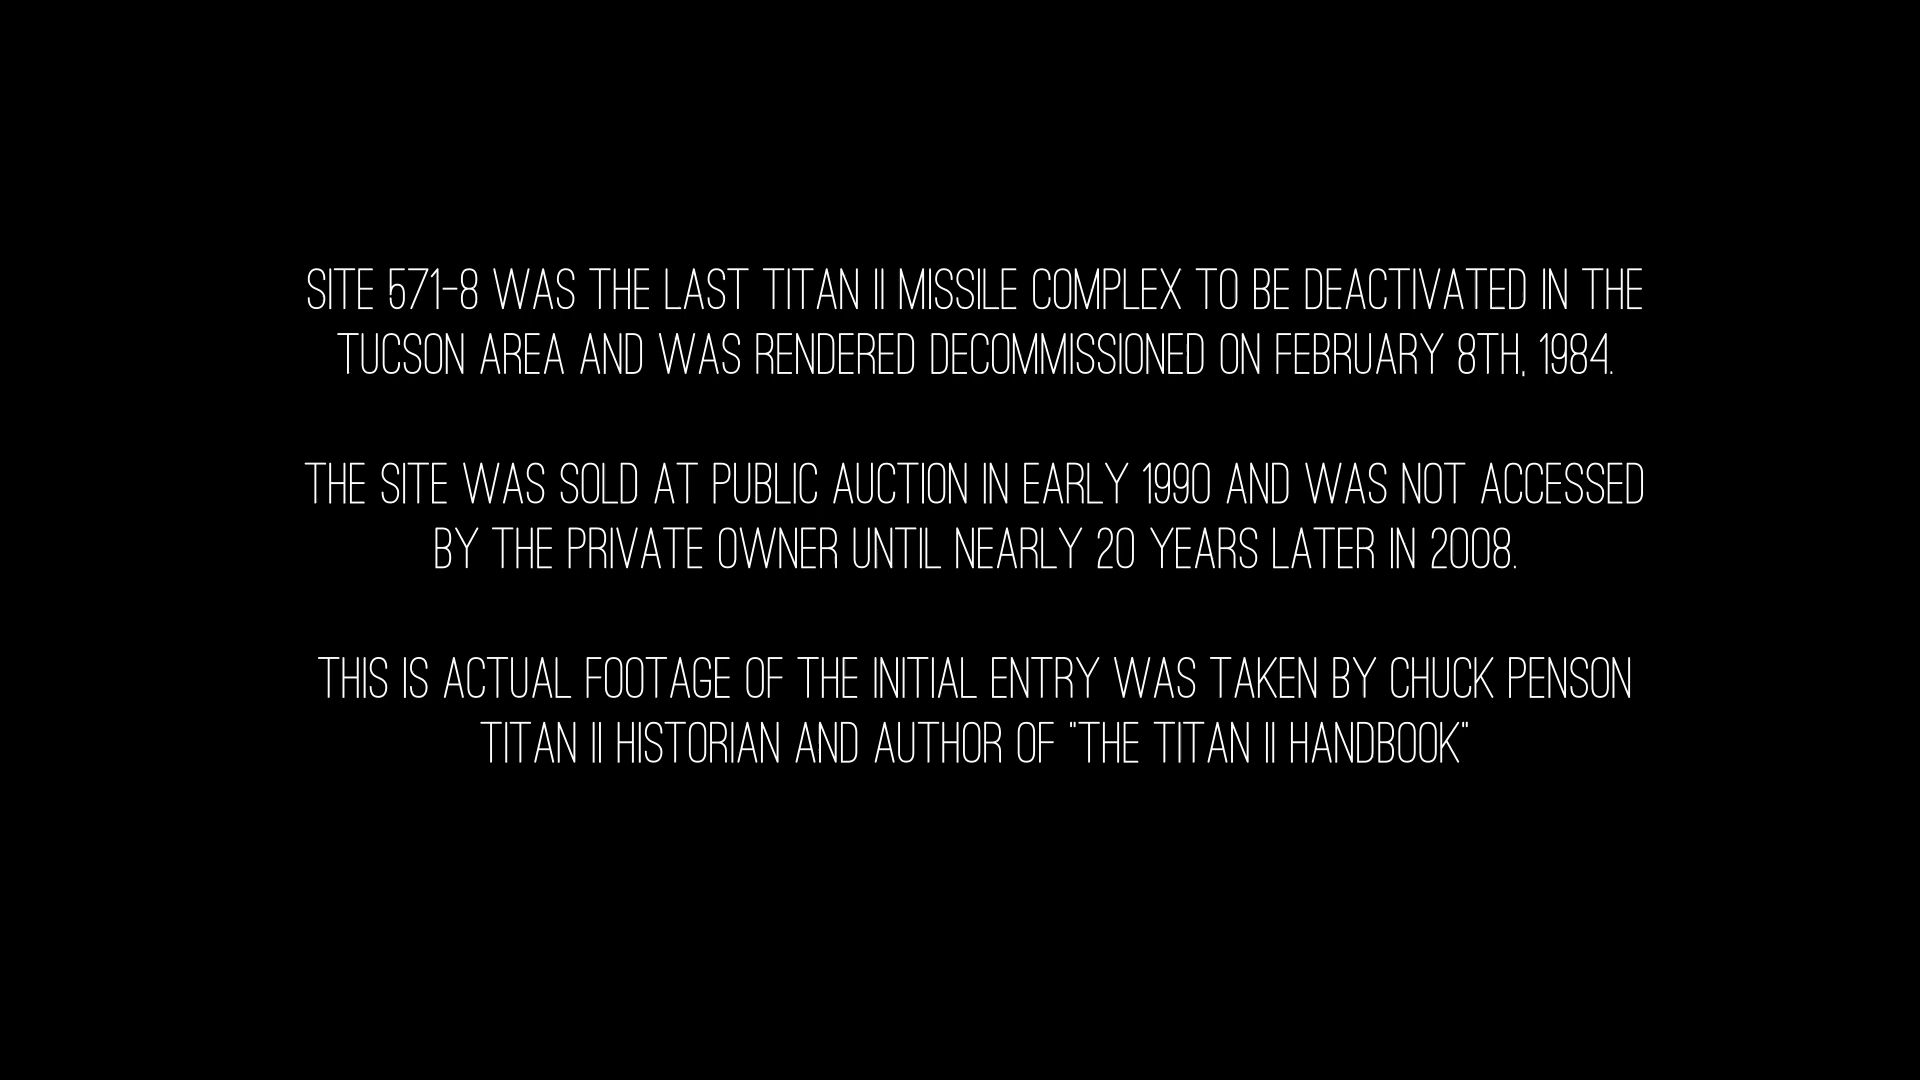 SITE 571-8 WAS THE LAST TITAN II MISSILE COMPLEX TO BE DEACTIVATED IN THE
TUCSON AREA AND WAS RENDERED DECOMMISSIONED ON FEBRUARY 8TH, 1984.
THE SITE WAS SOLD AT PUBLIC AUCTION IN EARLY 1990 AND WAS NOT ACCESSED
BY THE PRIVATE OWNER UNTIL NEARLY 20 YEARS LATER IN 2008.
THIS IS ACTUAL FOOTAGE OF THE INITIAL ENTRY WAS TAKEN BY CHUCK PENSON
TITAN II HISTORIAN AND AUTHOR OF "THE TITAN II HANDBOOK"